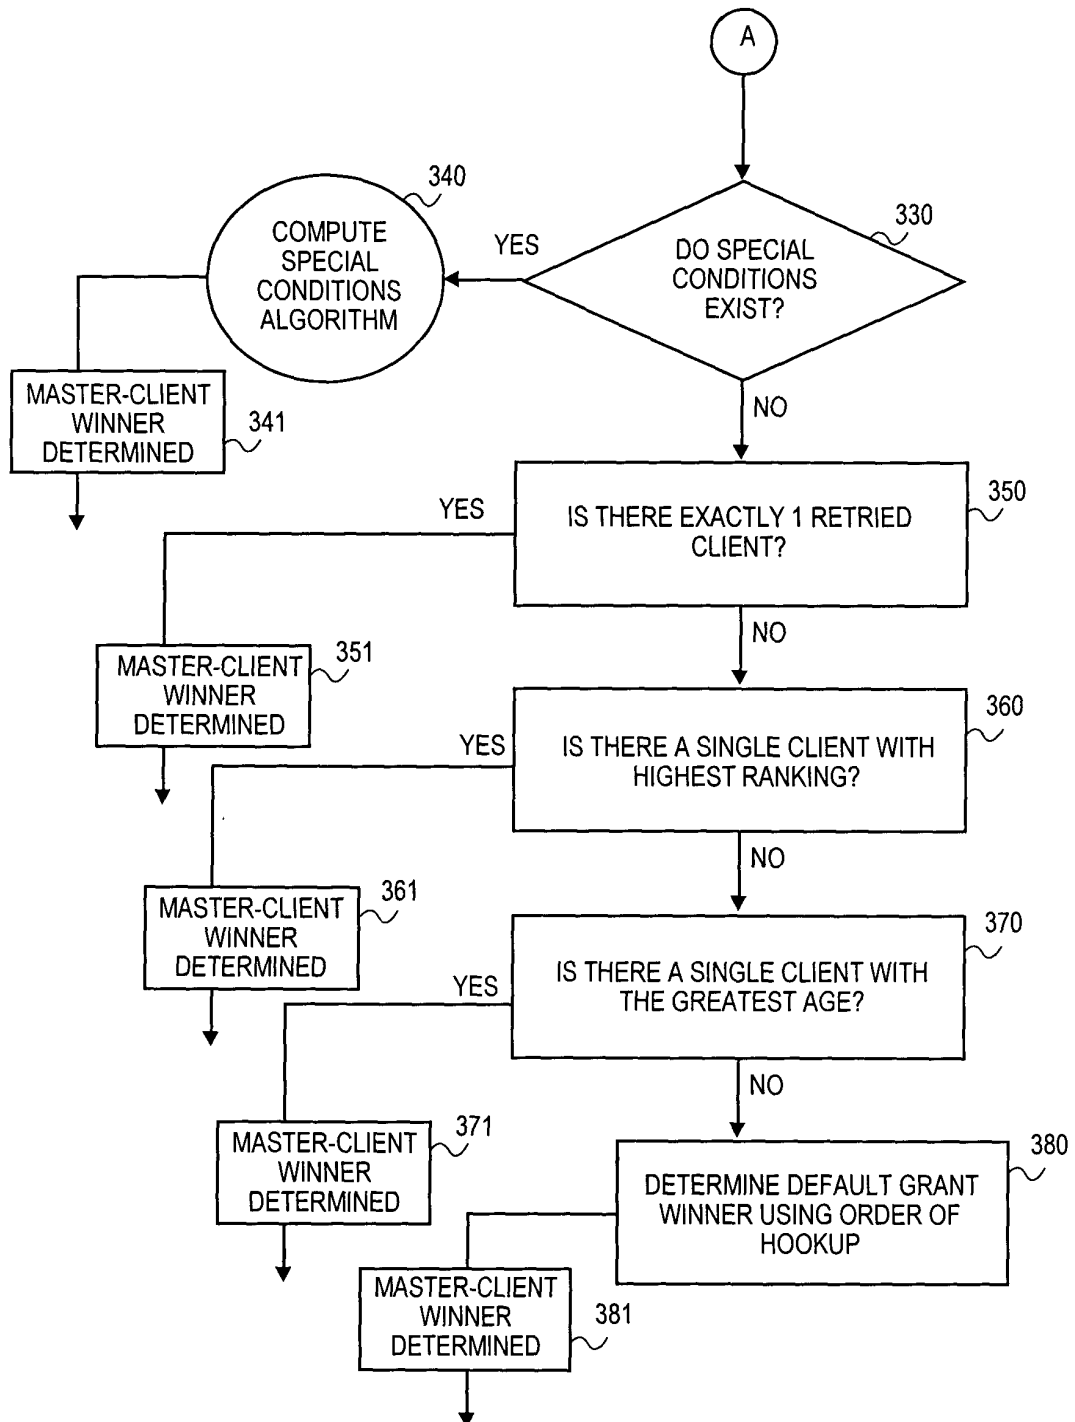 A
340
330
COMPUTE
SPECIAL
CONDITIONS
ALGORITHM
YES
DO SPECIAL
CONDITIONS
EXIST?
MASTER-CLIENT
WINNER
DETERMINED
341
NO
350
YES
IS THERE EXACTLY 1 RETRIED
CLIENT?
NO
351
MASTER-CLIENT
WINNER
DETERMINED
360
YES
IS THERE A SINGLE CLIENT WITH
HIGHEST RANKING?
NO
361
MASTER-CLIENT
WINNER
DETERMINED
370
YES
IS THERE A SINGLE CLIENT WITH
THE GREATEST AGE?
NO
371
MASTER-CLIENT
WINNER
DETERMINED
380
DETERMINE DEFAULT GRANT
WINNER USING ORDER OF
HOOKUP
MASTER-CLIENT
WINNER
DETERMINED
381